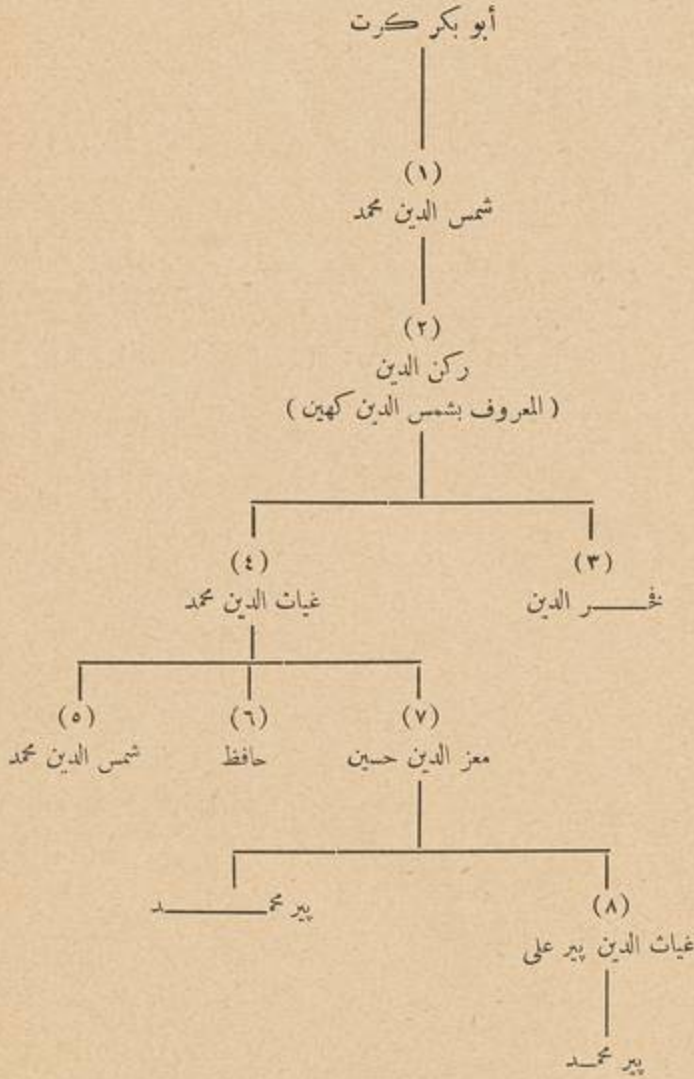 أبو بكر كرت
(١)
شمس الدين محمد
(٢)
ركن الدين
(المعروف بشمس الدين كهين)
(٣)
فخر الدين
(٤)
غياث الدين محمد
(٧)
معز الدين حسين
(٦)
حافظ
(٥)
شمس الدين محمد
(٨)
غياث الدين پير على
پير محمد
پير محمد